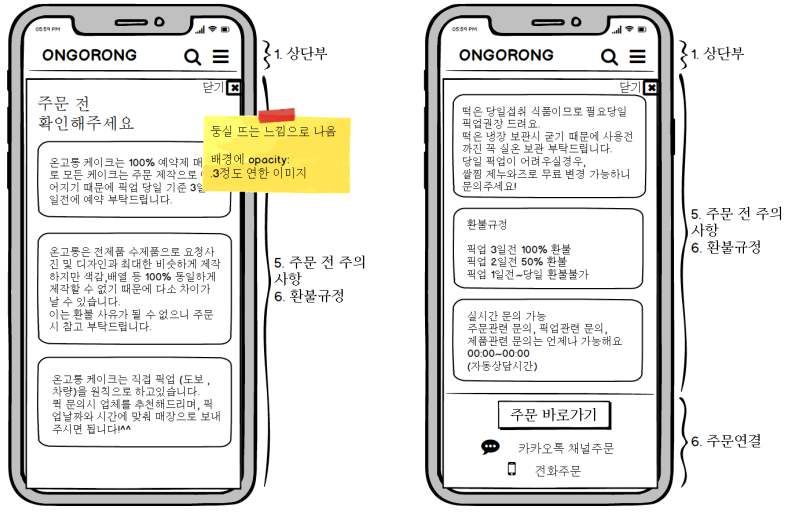 05:59 PM
ONGORONG
1. 상단부
닫기
주문 전
확인해주세요
둥실 뜨는 느낌으로 나옴
배경에 opacity:
.3정도 연한 이미지
온고롱 케이크는 100% 예약제 매
로 모든 케이크는 주문 제작으로
어지기 때문에 픽업 당일 기준 3일
일전에 예약 부탁드립니다.
온고롱은 전제품 수제품으로 요청사
진 및 디자인과 최대한 비슷하게 제작
하지만 색감,배열 등 100% 동일하게
제작할 수 없기 때문에 다소 차이가
날 수 있습니다.
이는 환불 사유가 될 수 없으니 주문
시 참고 부탁드립니다.
5. 주문 전 주의
사항
6. 환불규정
온고롱 케이크는 직접 픽업 (도보 ,
차량)을 원칙으로 하고있습니다.
퀵 문의시 업체를 추천해드리며, 픽
업날짜와 시간에 맞춰 매장으로 보내
주시면 됩니다!^^
05:59 PM
ONGORONG
1. 상단부
닫기
떡은 당일섭취 식품이므로 필요당일
픽업권장 드려요.
떡은 냉장 보관시 굳기 때문에 사용전
까진 꼭 실온 보관 부탁드립니다.
당일 픽업이 어려우실경우,
쌀찜 제누와즈로 무료 변경 가능하니
문의주세요!
환불규정
픽업 3일전 100% 환불
픽업 2일전 50% 환불
픽업 1일전~당일 환불불가
5. 주문 전 주의
사항
6. 환불규정
실시간 문의 가능
주문관련 문의, 픽업관련 문의,
제품관련 문의는 언제나 가능해요
00:00~00:00
(자동상담시간)
주문 바로가기
카카오톡 채널주문
전화주문
6. 주문연결